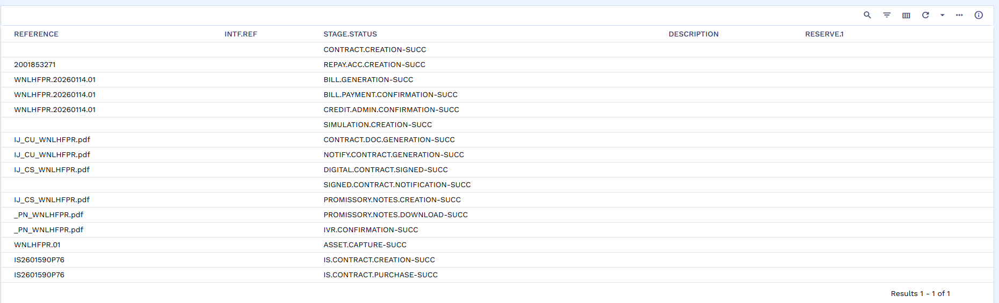 REFERENCE INTF.REF STAGE.STATUS DESCRIPTION RESERVE.1
CONTRACT.CREATION-SUCC
2001853271 REPAY.ACC.CREATION-SUCC
WNLHFPR.20260114.01 BILL.GENERATION-SUCC
WNLHFPR.20260114.01 BILL.PAYMENT.CONFIRMATION-SUCC
WNLHFPR.20260114.01 CREDIT.ADMIN.CONFIRMATION-SUCC
SIMULATION.CREATION-SUCC
IJ_CU_WNLHFPR.pdf CONTRACT.DOC.GENERATION-SUCC
IJ_CU_WNLHFPR.pdf NOTIFY.CONTRACT.GENERATION-SUCC
IJ_CS_WNLHFPR.pdf DIGITAL.CONTRACT.SIGNED-SUCC
SIGNED.CONTRACT.NOTIFICATION-SUCC
IJ_CS_WNLHFPR.pdf PROMISSORY.NOTES.CREATION-SUCC
_PN_WNLHFPR.pdf PROMISSORY.NOTES.DOWNLOAD-SUCC
_PN_WNLHFPR.pdf IVR.CONFIRMATION-SUCC
WNLHFPR.01 ASSET.CAPTURE-SUCC
IS2601590P76 IS.CONTRACT.CREATION-SUCC
IS2601590P76 IS.CONTRACT.PURCHASE-SUCC
Results 1 - 1 of 1